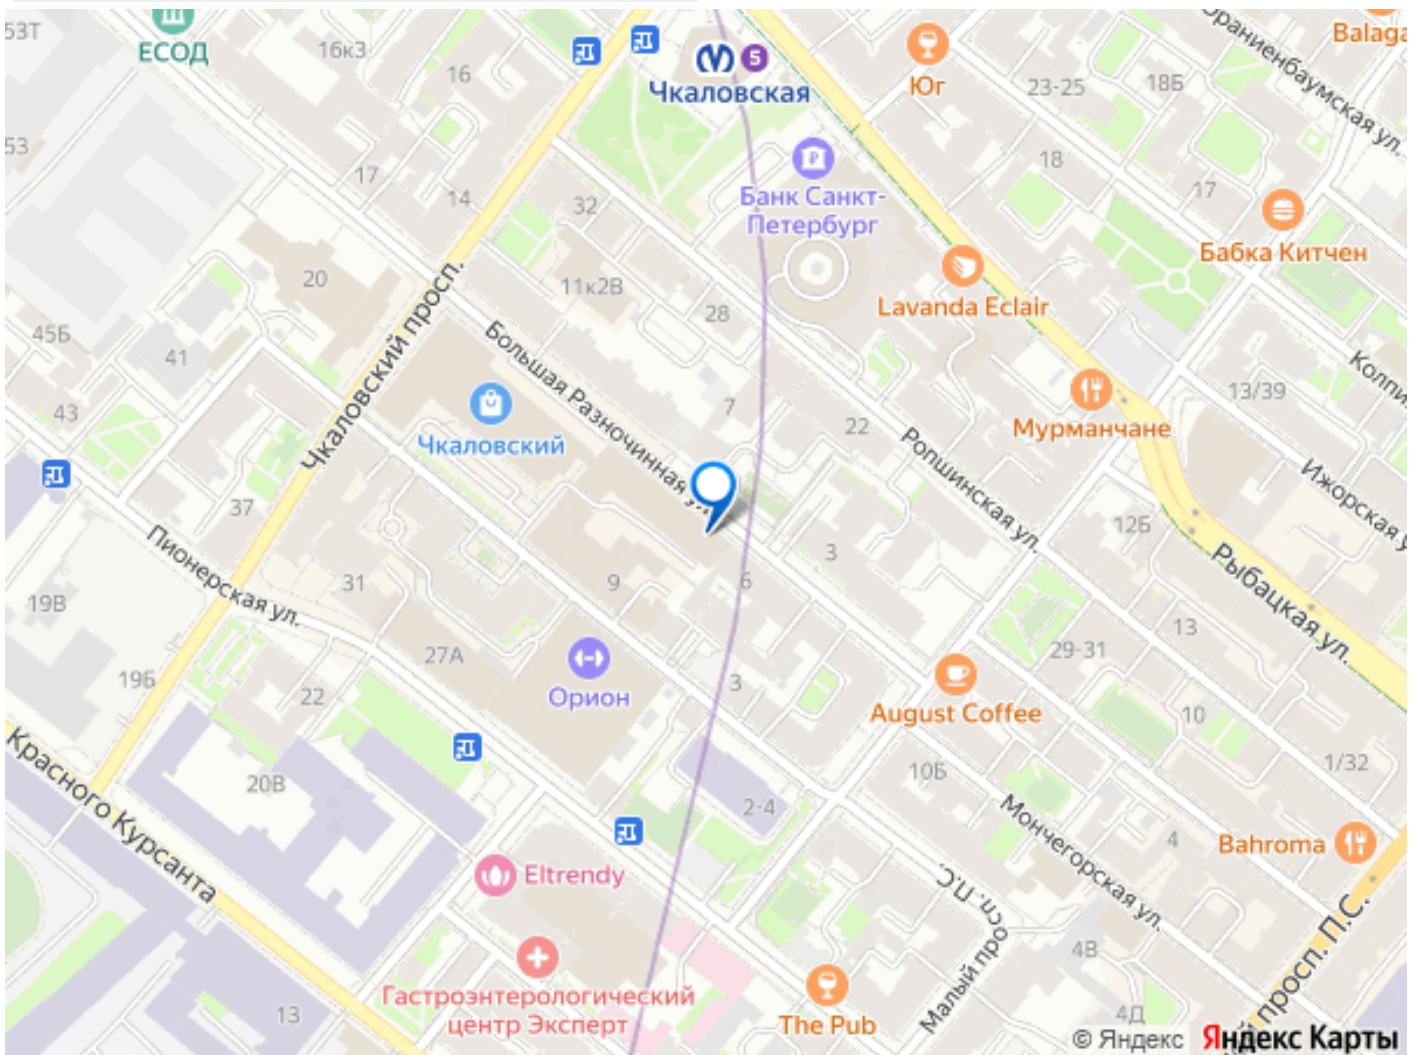 53Т
ЕСОД
16к3
16
5
Чкаловская
Юг
23-25
18Б
Balaga
Ораниенбаумская ул.
53
17
14
32
Банк Санкт-
Петербург
18
17
Бабка Китчен
20
11к2В
28
Lavanda Eclair
45Б
41
Чкаловский просп.
Большая Разночинная ул.
Колпи
13/39
43
Чкаловский
7
22
Мурманчане
Ропшинская ул.
Ижорская у
37
12Б
Пионерская ул.
31
9
6
3
Рыбацкая ул.
19В
27А
Орион
3
13
29-31
19Б
22
August Coffee
10
Красного Курсанта
20В
2-4
10Б
1/32
Мончегорская ул.
4
Bahroma
Eltrendy
Малый просп. П.С.
4В
й просп. П.С.
Гастроэнтерологический
центр Эксперт
13
The Pub
4Д
© Яндекс Яндекс Карты